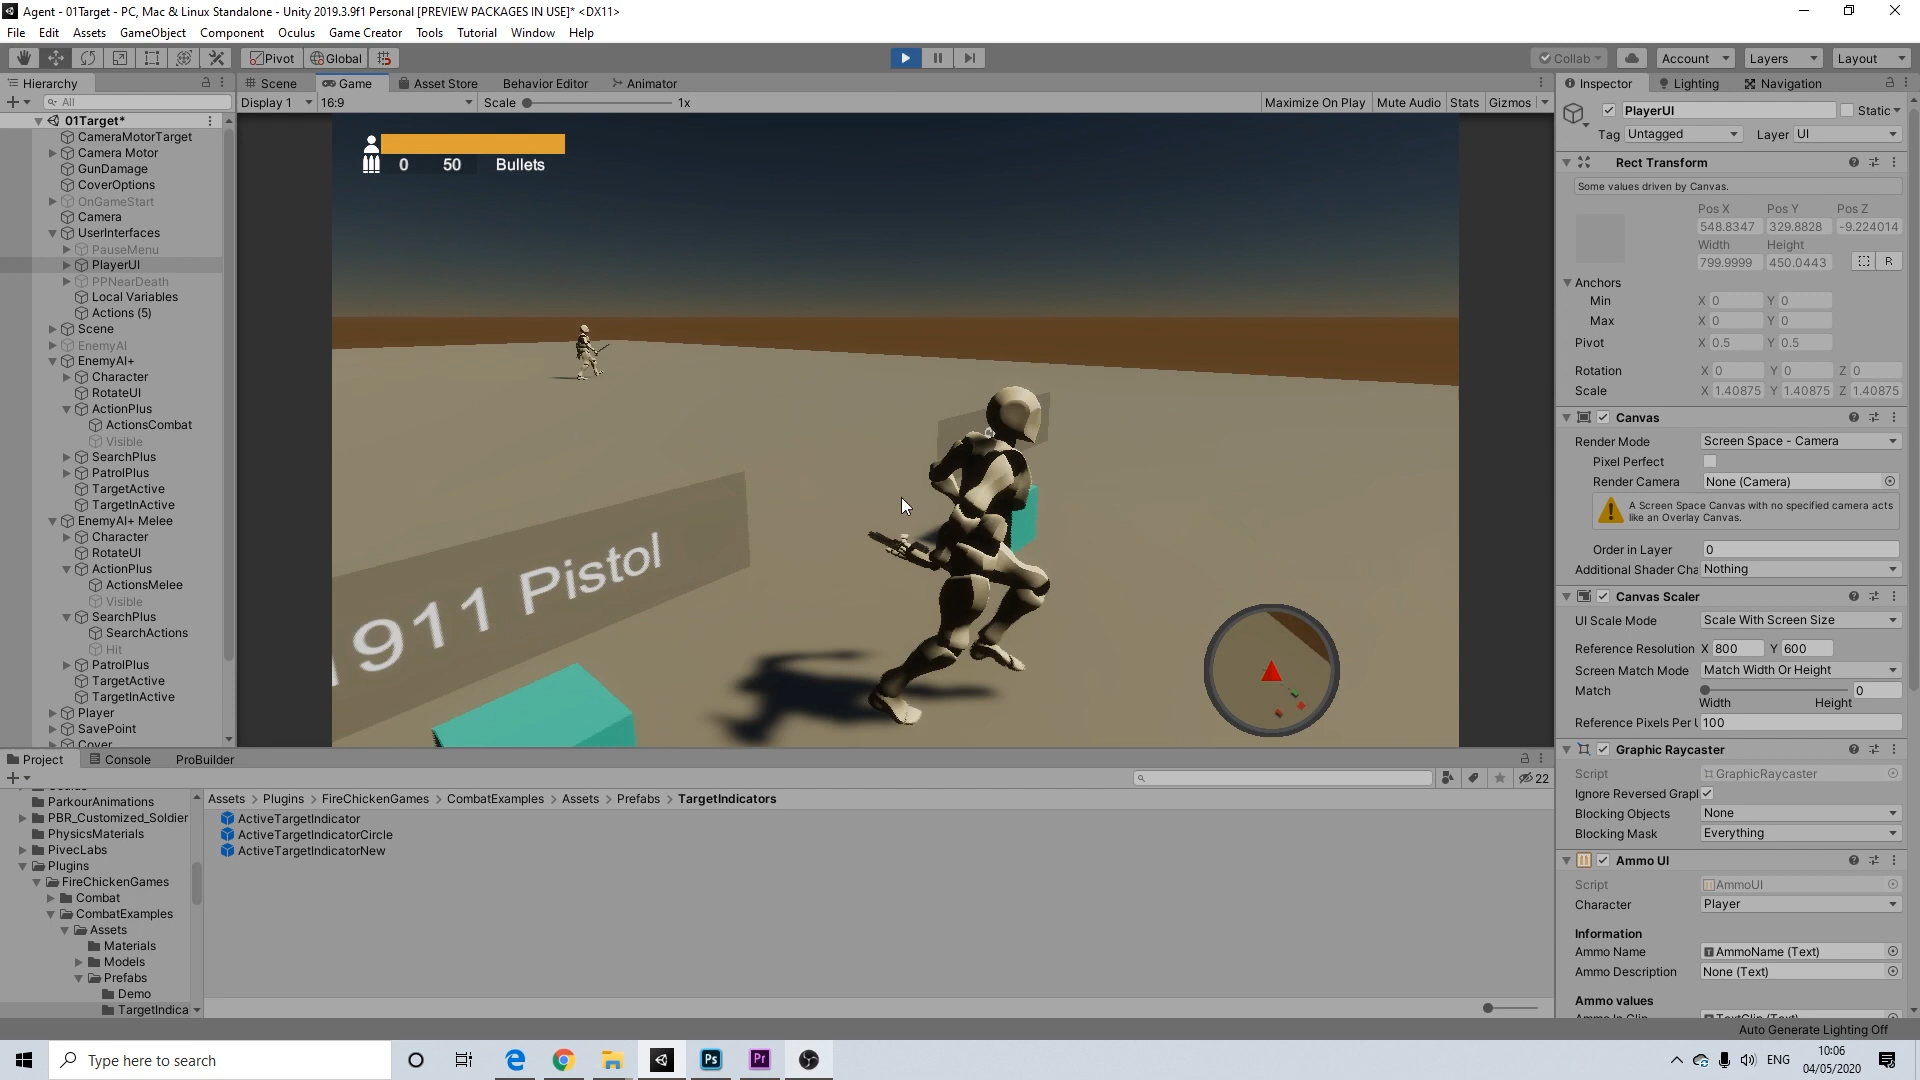 Agent - 01Target - PC, Mac & Linux Standalone - Unity 2019.3.9f1 Personal [PREVIEW PACKAGES IN USE]* <DX11>
File Edit Assets GameObject Component Oculus Game Creator Tools Tutorial Window Help
Pivot Global Collab Account Layers Layout
Hierarchy
All
01Target*
CameraMotorTarget
Camera Motor
GunDamage
CoverOptions
OnGameStart
Camera
UserInterfaces
PauseMenu
PlayerUI
PPNearDeath
Local Variables
Actions (5)
Scene
EnemyAI
EnemyAI+
Character
RotateUI
ActionPlus
ActionsCombat
Visible
SearchPlus
PatrolPlus
TargetActive
TargetInActive
EnemyAI+ Melee
Character
RotateUI
ActionPlus
ActionsMelee
Visible
SearchPlus
SearchActions
Hit
PatrolPlus
TargetActive
TargetInActive
Player
SavePoint
Cover
Scene Game Asset Store Behavior Editor Animator
Display 1 16:9 Scale 1x Maximize On Play Mute Audio Stats Gizmos
0 50 Bullets
911 Pistol
Inspector Lighting Navigation
PlayerUI Static
Tag Untagged Layer UI
Rect Transform
Some values driven by Canvas.
Pos X Pos Y Pos Z
548.8347 329.8828 -9.224014
Width Height
799.9999 450.0443 R
Anchors
Min X 0 Y 0
Max X 0 Y 0
Pivot X 0.5 Y 0.5
Rotation X 0 Y 0 Z 0
Scale X 1.40875 Y 1.40875 Z 1.40875
Canvas
Render Mode Screen Space - Camera
Pixel Perfect
Render Camera None (Camera)
A Screen Space Canvas with no specified camera acts
like an Overlay Canvas.
Order in Layer 0
Additional Shader Cha Nothing
Canvas Scaler
UI Scale Mode Scale With Screen Size
Reference Resolution X 800 Y 600
Screen Match Mode Match Width Or Height
Match 0
Width Height
Reference Pixels Per U 100
Graphic Raycaster
Script GraphicRaycaster
Ignore Reversed Grapl
Blocking Objects None
Blocking Mask Everything
Ammo UI
Script AmmoUI
Character Player
Information
Ammo Name AmmoName (Text)
Ammo Description None (Text)
Ammo values
Ammo In Clip TextClip (Text)
Project Console ProBuilder
22
ParkourAnimations
PBR_Customized_Soldier
PhysicsMaterials
PivecLabs
Plugins
FireChickenGames
Combat
CombatExamples
Assets
Materials
Models
Prefabs
Demo
TargetIndica
Assets > Plugins > FireChickenGames > CombatExamples > Assets > Prefabs > TargetIndicators
ActiveTargetIndicator
ActiveTargetIndicatorCircle
ActiveTargetIndicatorNew
Auto Generate Lighting Off
Type here to search
Ps Pr
ENG
10:06
04/05/2020